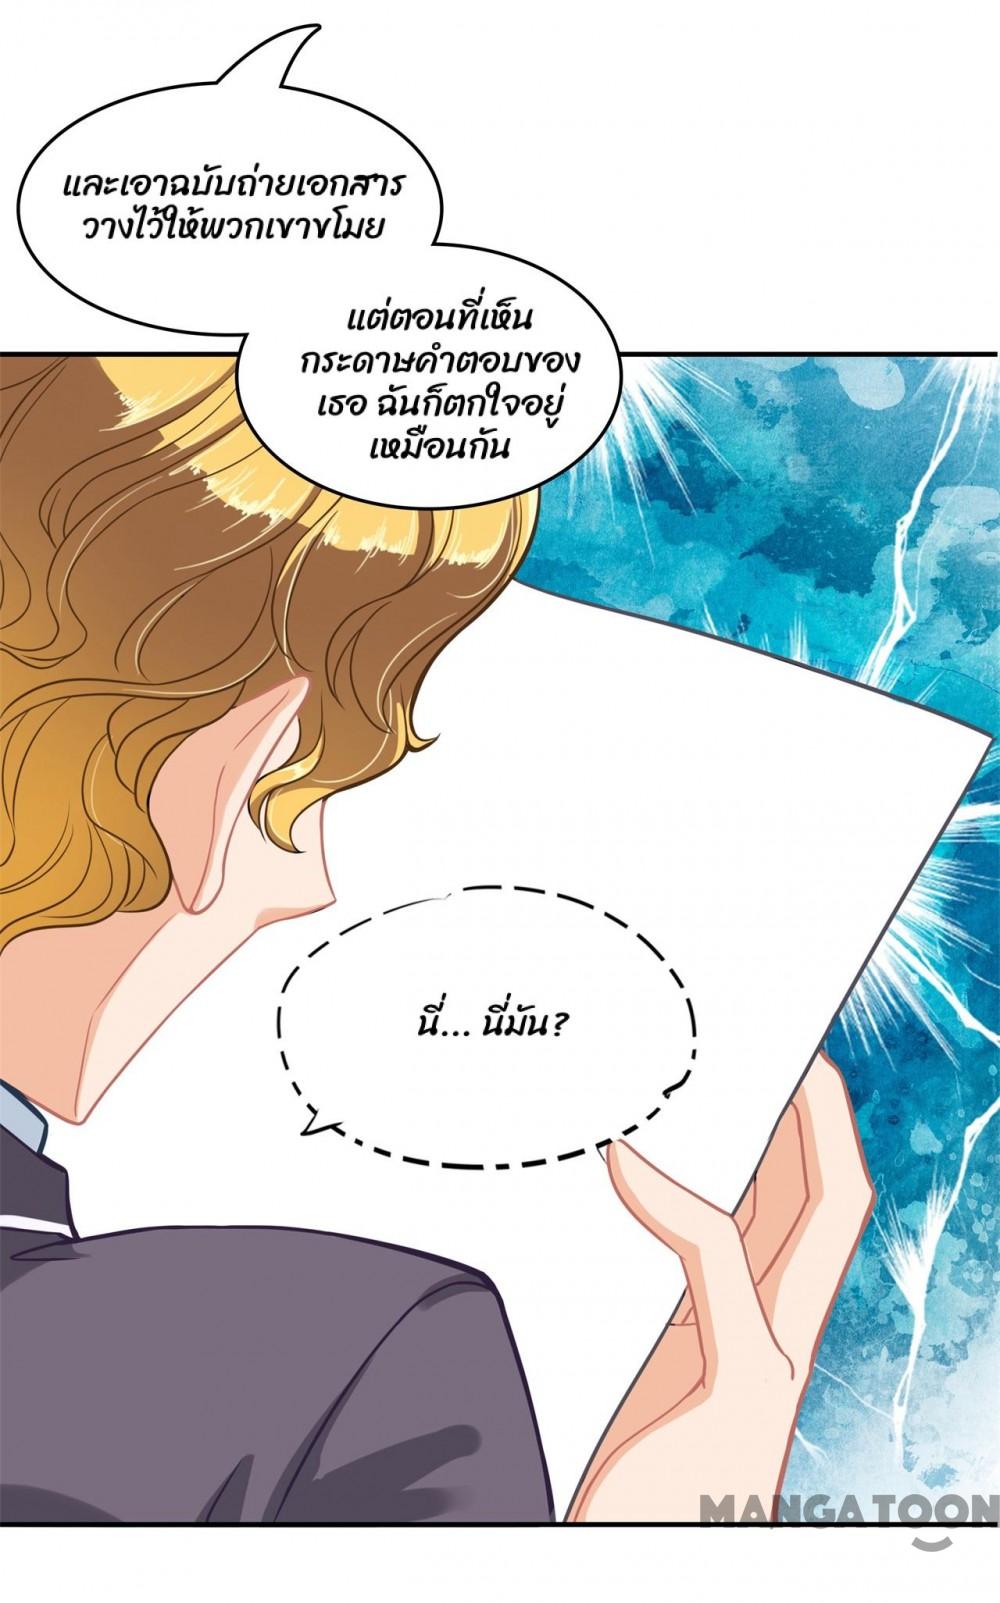 และเอาฉบับถ่ายเอกสาร
วางไว้ให้พวกเขาขโมย
แต่ตอนที่เห็น
กระดาษคำตอบของ
เธอ ฉันก็ตกใจอยู่
เหมือนกัน
นี่... นี่มัน?
MANGATOON